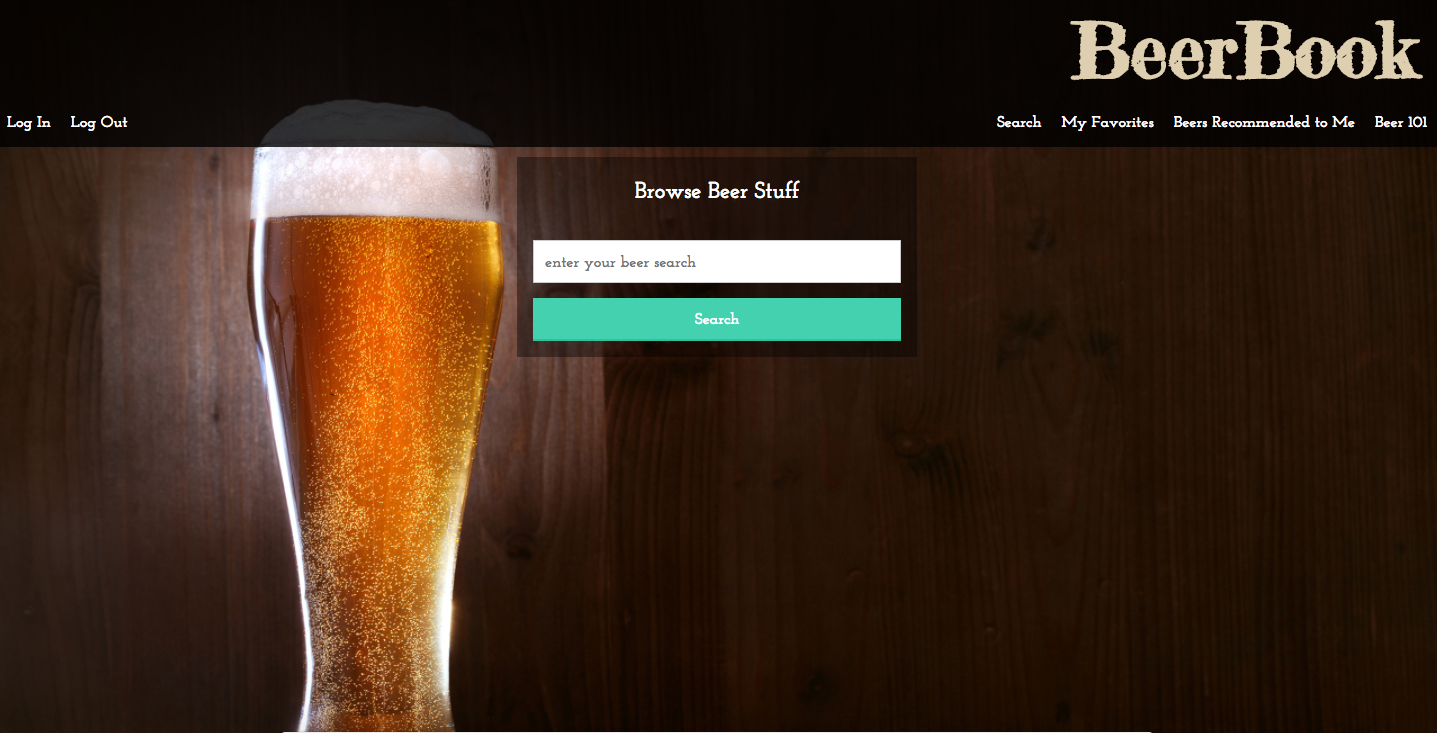 BeerBook
Log In Log Out Search My Favorites Beers Recommended to Me Beer 101
Browse Beer Stuff
enter your beer search
Search